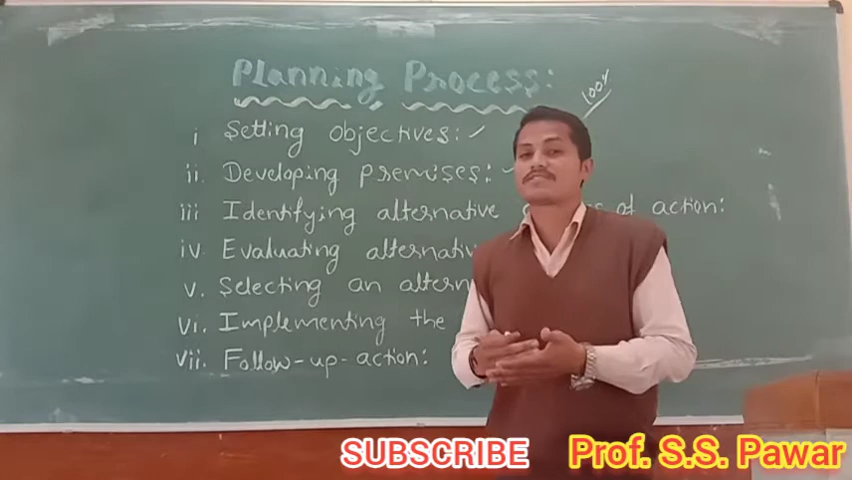 Planning Process:
100%
i Setting objectives:
ii. Developing premises:
iii Identifying alternative of action:
iv. Evaluating
v. Selecting an
vi. Implementing the
vii. Follow-up-action:
SUBSCRIBE Prof. S.S. Pawar